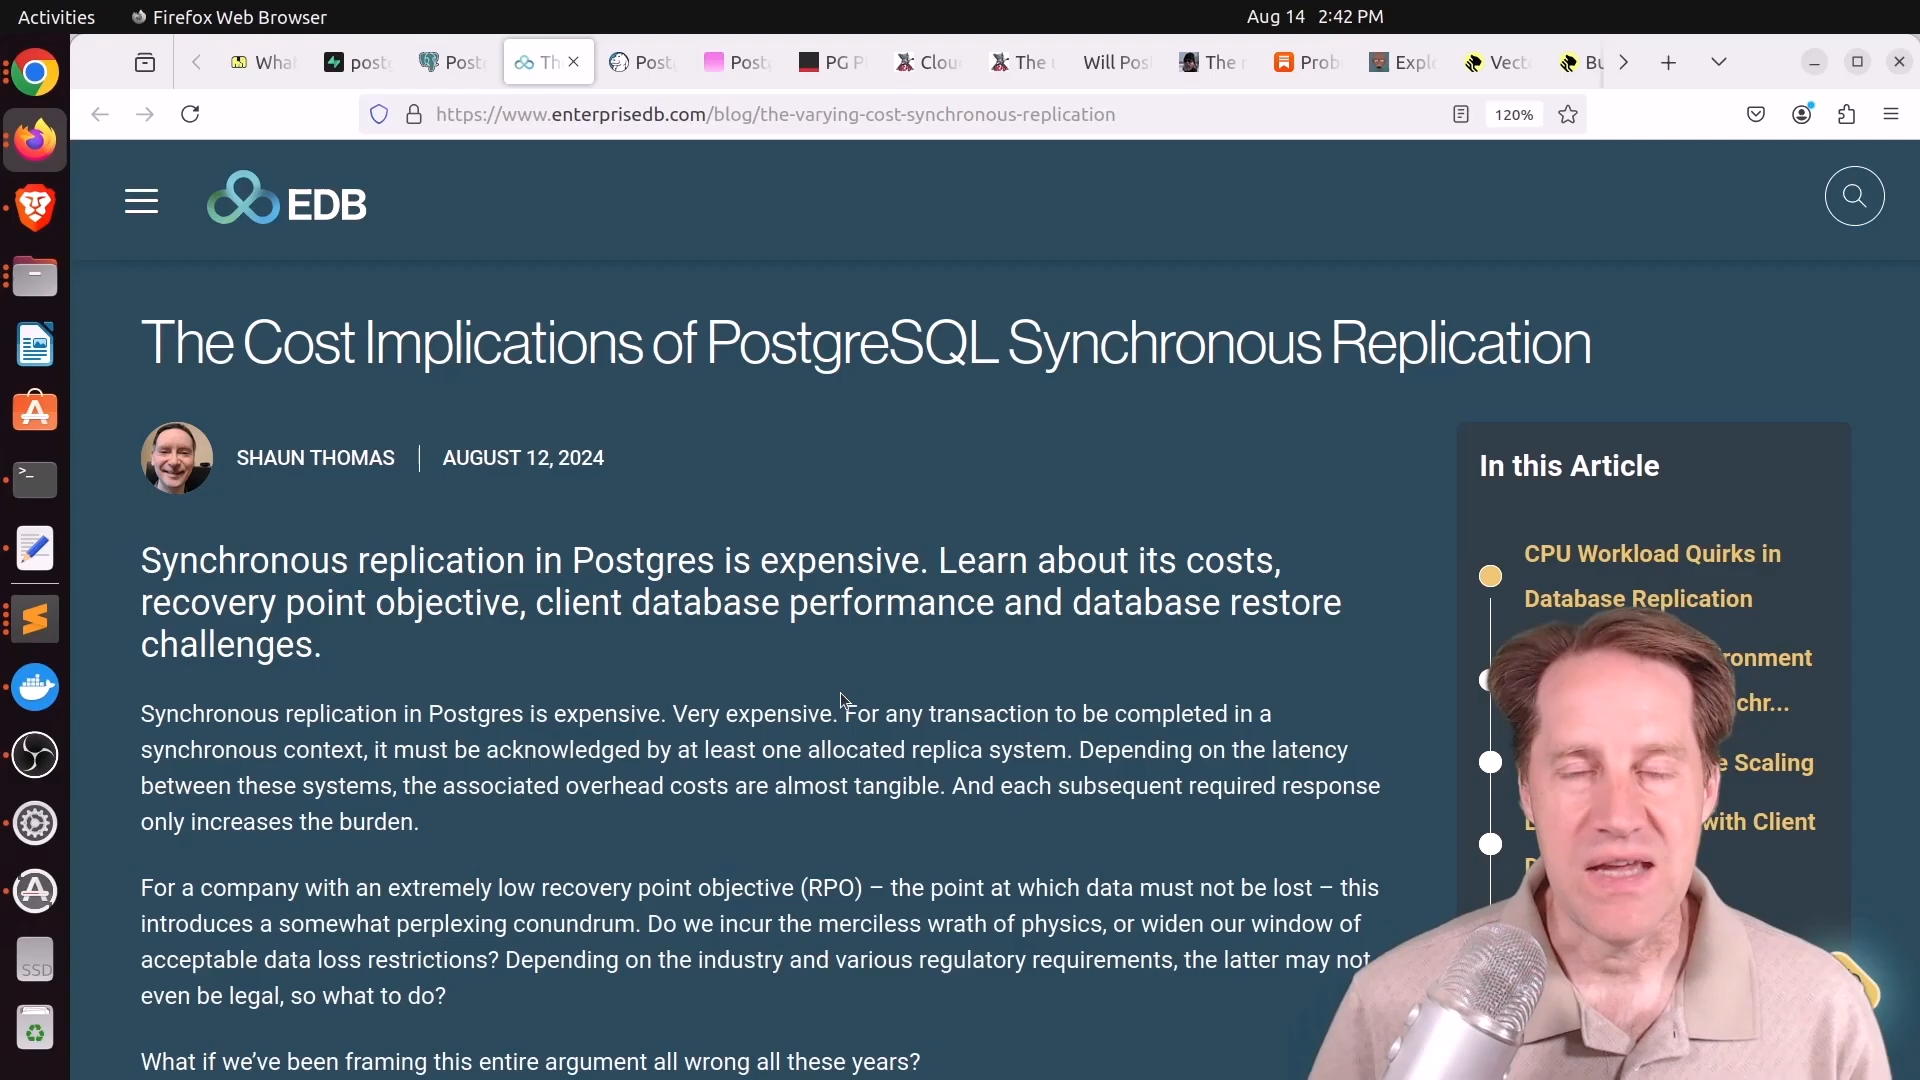 Activities
Firefox Web Browser
Aug 14 2:42 PM
What
postg
Post
Th
Post
Post
PG P
Clou
The
Will Pos
The
Prob
Expl
Vect
Bu
https://www.enterprisedb.com/blog/the-varying-cost-synchronous-replication
120%
EDB
The Cost Implications of PostgreSQL Synchronous Replication
SHAUN THOMAS
AUGUST 12, 2024
Synchronous replication in Postgres is expensive. Learn about its costs,
recovery point objective, client database performance and database restore
challenges.
Synchronous replication in Postgres is expensive. Very expensive. For any transaction to be completed in a
synchronous context, it must be acknowledged by at least one allocated replica system. Depending on the latency
between these systems, the associated overhead costs are almost tangible. And each subsequent required response
only increases the burden.
For a company with an extremely low recovery point objective (RPO) – the point at which data must not be lost – this
introduces a somewhat perplexing conundrum. Do we incur the merciless wrath of physics, or widen our window of
acceptable data loss restrictions? Depending on the industry and various regulatory requirements, the latter may not
even be legal, so what to do?
What if we've been framing this entire argument all wrong all these years?
In this Article
CPU Workload Quirks in
Database Replication
ronment
chr...
e Scaling
with Client
SSD